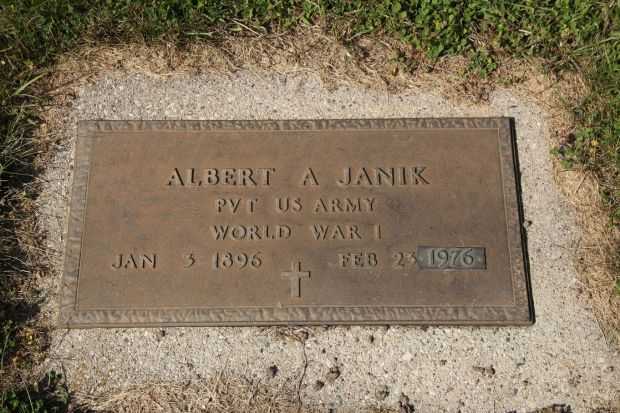 ALBERT A JANIK
PVT US ARMY
WORLD WAR I
JAN 3 1896 FEB 23 1976